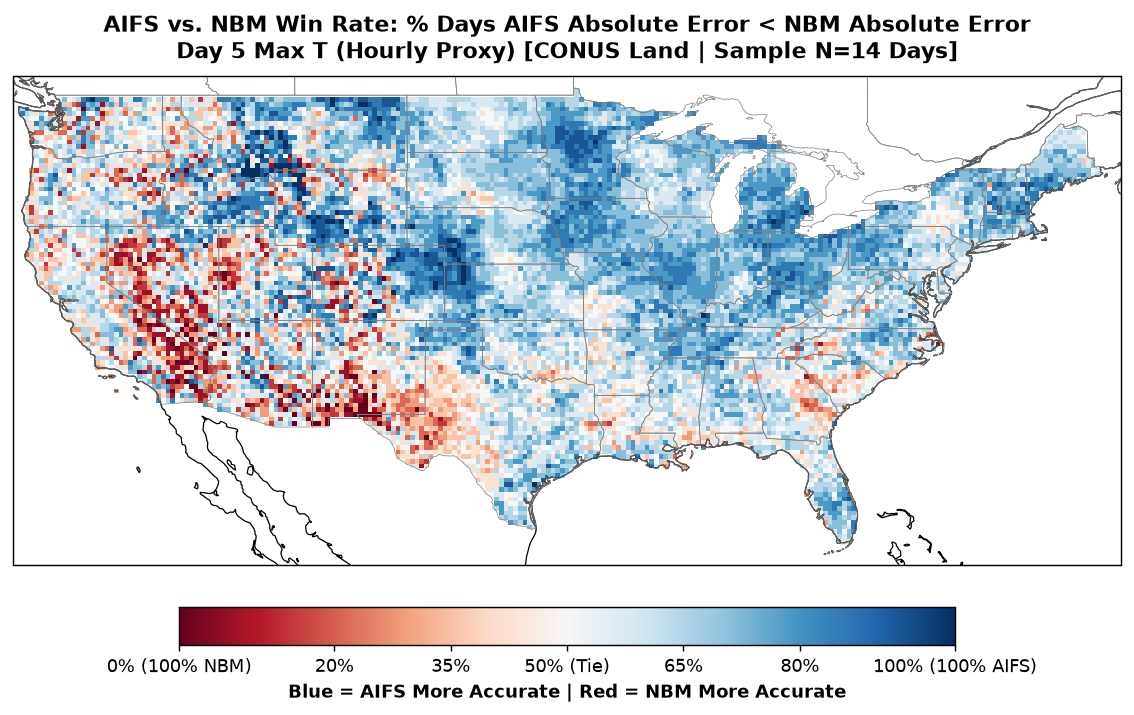 AIFS vs. NBM Win Rate: % Days AIFS Absolute Error < NBM Absolute Error
Day 5 Max T (Hourly Proxy) [CONUS Land | Sample N=14 Days]
0% (100% NBM) 20% 35% 50% (Tie) 65% 80% 100% (100% AIFS)
Blue = AIFS More Accurate | Red = NBM More Accurate